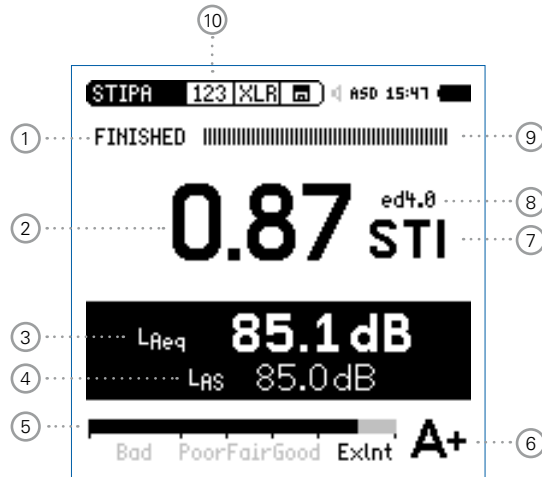 10
STIPA 123 XLR ASD 15:47
1 FINISHED 9
2 0.87 ed4.0 8
STI 7
3 LAeq 85.1 dB
4 LAS 85.0 dB
5 Bad Poor Fair Good Exlnt A+ 6